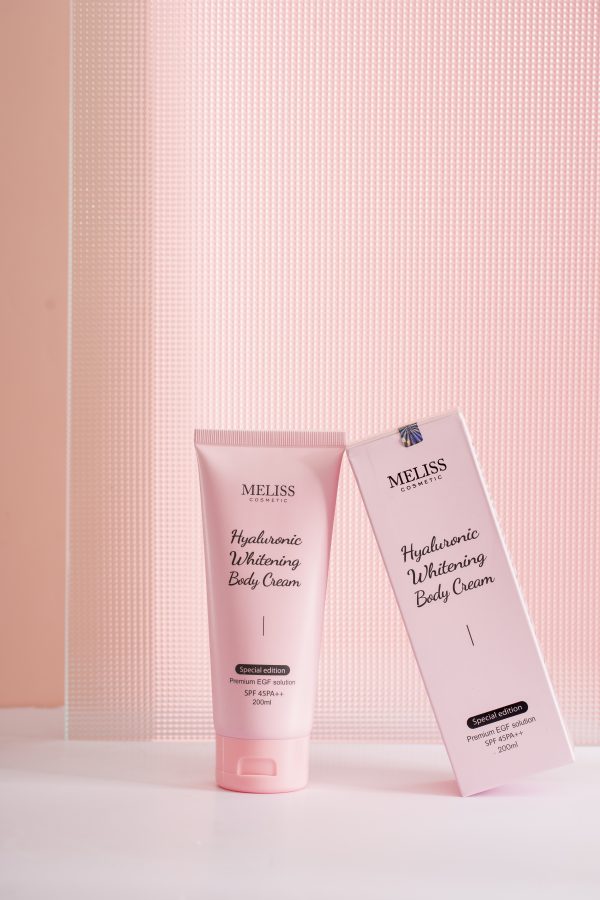 MELISS
COSMETIC
Hyaluronic
Whitening
Body Cream
Special edition
Premium EGF solution
SPF 45PA++
200ml
MELISS
COSMETIC
Hyaluronic
Whitening
Body Cream
Special edition
Premium EGF solution
SPF 45PA++
200ml